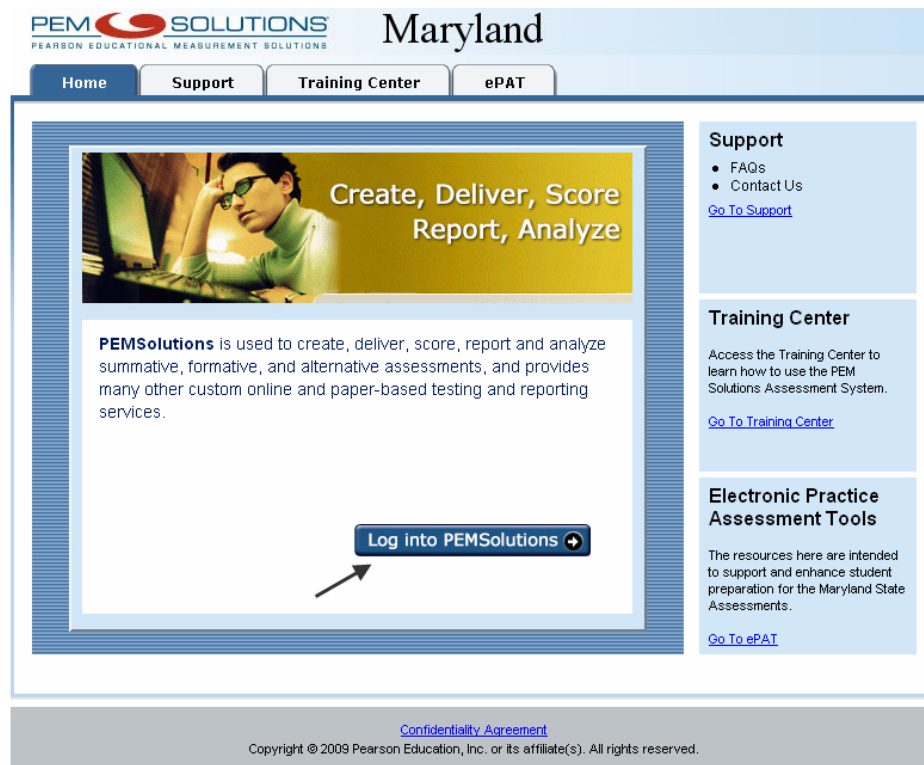 PEM SOLUTIONS
PEARSON EDUCATIONAL MEASUREMENT SOLUTIONS
Maryland
Home
Support
Training Center
ePAT
Create, Deliver, Score
Report, Analyze
PEMSolutions is used to create, deliver, score, report and analyze
summative, formative, and alternative assessments, and provides
many other custom online and paper-based testing and reporting
services.
Log into PEMSolutions
Support
FAQs
Contact Us
Go To Support
Training Center
Access the Training Center to
learn how to use the PEM
Solutions Assessment System.
Go To Training Center
Electronic Practice
Assessment Tools
The resources here are intended
to support and enhance student
preparation for the Maryland State
Assessments.
Go To ePAT
Confidentiality Agreement
Copyright © 2009 Pearson Education, Inc. or its affiliate(s). All rights reserved.